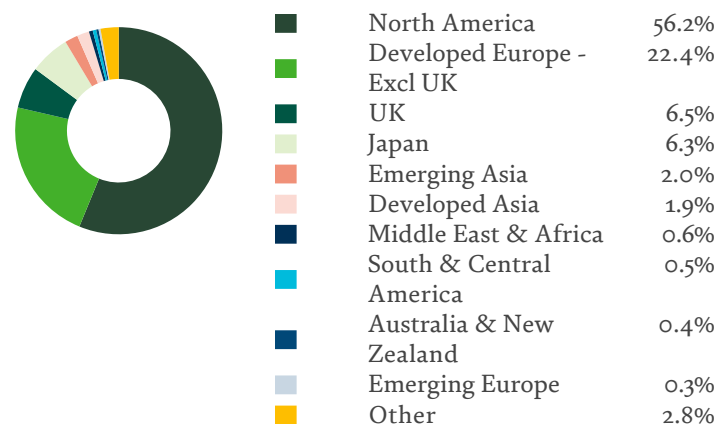 North America 56.2%
Developed Europe - 22.4%
Excl UK
UK 6.5%
Japan 6.3%
Emerging Asia 2.0%
Developed Asia 1.9%
Middle East & Africa 0.6%
South & Central 0.5%
America
Australia & New 0.4%
Zealand
Emerging Europe 0.3%
Other 2.8%